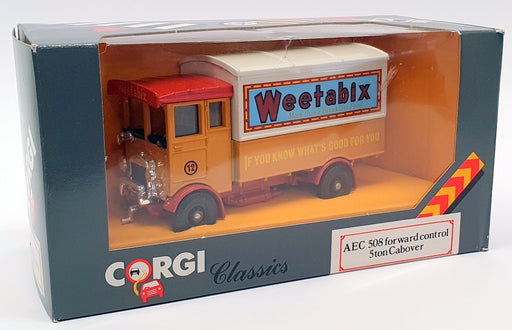 Weetabix
IF YOU KNOW WHAT'S GOOD FOR YOU
12
CORGI Classics
AEC 508 forward control
5ton Cabover